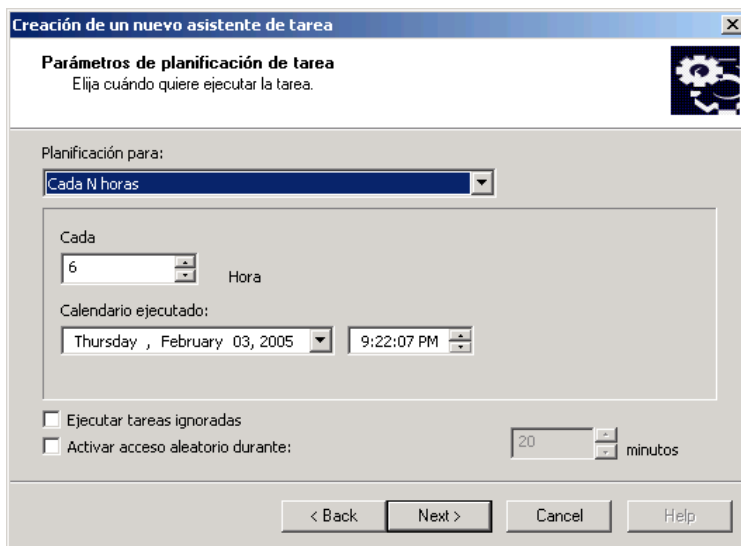 Creación de un nuevo asistente de tarea
Parámetros de planificación de tarea
Elija cuándo quiere ejecutar la tarea.
Planificación para:
Cada N horas
Cada
6 Hora
Calendario ejecutado:
Thursday , February 03, 2005 9:22:07 PM
Ejecutar tareas ignoradas
Activar acceso aleatorio durante: 20 minutos
< Back Next > Cancel Help